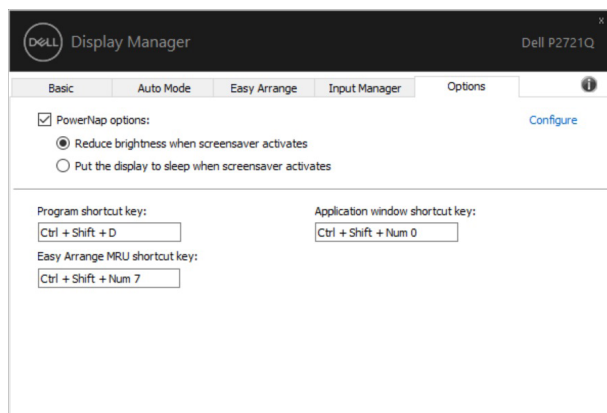 DELL Display Manager
Dell P2721Q
x
Basic Auto Mode Easy Arrange Input Manager Options i
PowerNap options: Configure
Reduce brightness when screensaver activates
Put the display to sleep when screensaver activates
Program shortcut key: Application window shortcut key:
Ctrl + Shift + D Ctrl + Shift + Num 0
Easy Arrange MRU shortcut key:
Ctrl + Shift + Num 7